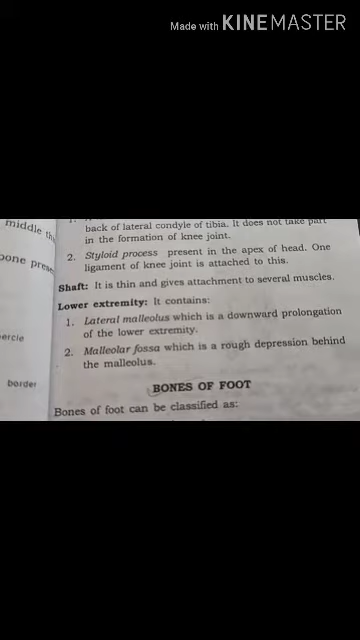 Made with KINEMASTER
middle
back of lateral condyle of tibia. It does not take part
in the formation of knee joint.
2. Styloid process present in the apex of head. One
ligament of knee joint is attached to this.
Shaft: It is thin and gives attachment to several muscles.
Lower extremity: It contains:
1. Lateral malleolus which is a downward prolongation
of the lower extremity.
2. Malleolar fossa which is a rough depression behind
the malleolus.
border
BONES OF FOOT
Bones of foot can be classified as: